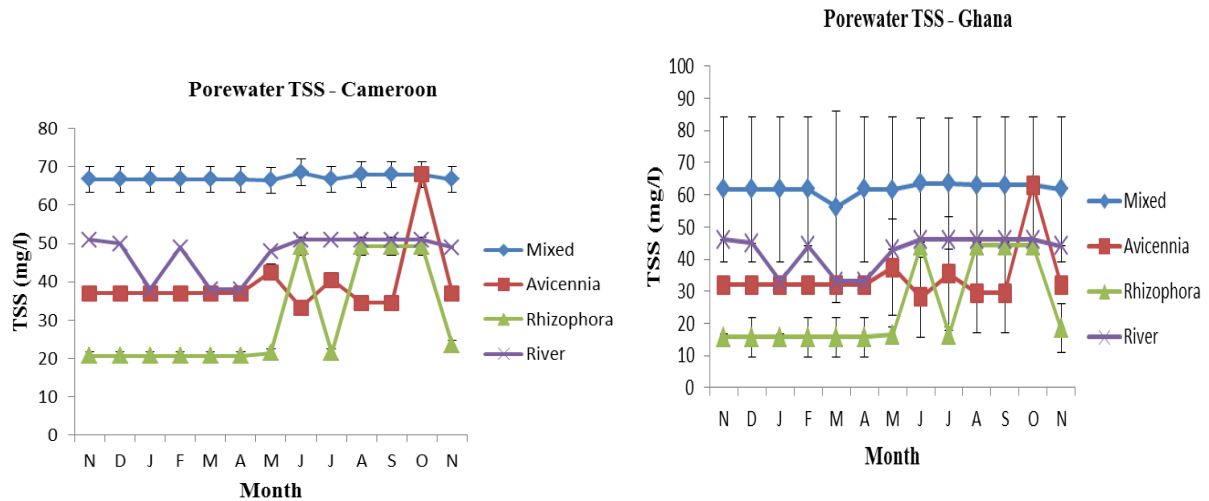 Porewater TSS - Cameroon
TSS (mg/l)
80
70
60
50
40
30
20
10
0
N D J F M A M J J A S O N
Month
Mixed
Avicennia
Rhizophora
River
Porewater TSS - Ghana
TSS (mg/l)
100
90
80
70
60
50
40
30
20
10
0
N D J F M A M J J A S O N
Month
Mixed
Avicennia
Rhizophora
River